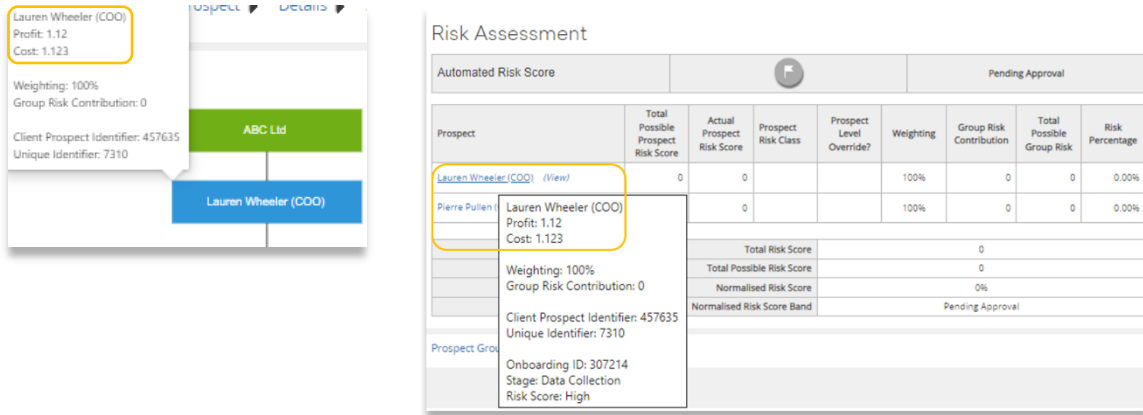 Details
Lauren Wheeler (COO)
Profit: 1.12
Cost: 1.123
Weighting: 100%
Group Risk Contribution: 0
Client Prospect Identifier: 457635
Unique Identifier: 7310
ABC Ltd
Lauren Wheeler (COO)
Risk Assessment
Automated Risk Score Pending Approval
Prospect Total Possible Prospect Risk Score Actual Prospect Risk Score Prospect Risk Class Prospect Level Override? Weighting Group Risk Contribution Total Possible Group Risk Risk Percentage
Lauren Wheeler (COO) (View) 0 0 100% 0 0 0.00%
Pierre Pullen 0 100% 0 0 0.00%
Lauren Wheeler (COO)
Profit: 1.12
Cost: 1.123
Weighting: 100%
Group Risk Contribution: 0
Client Prospect Identifier: 457635
Unique Identifier: 7310
Onboarding ID: 307214
Stage: Data Collection
Risk Score: High
Total Risk Score 0
Total Possible Risk Score 0
Normalised Risk Score 0%
Normalised Risk Score Band Pending Approval
Prospect